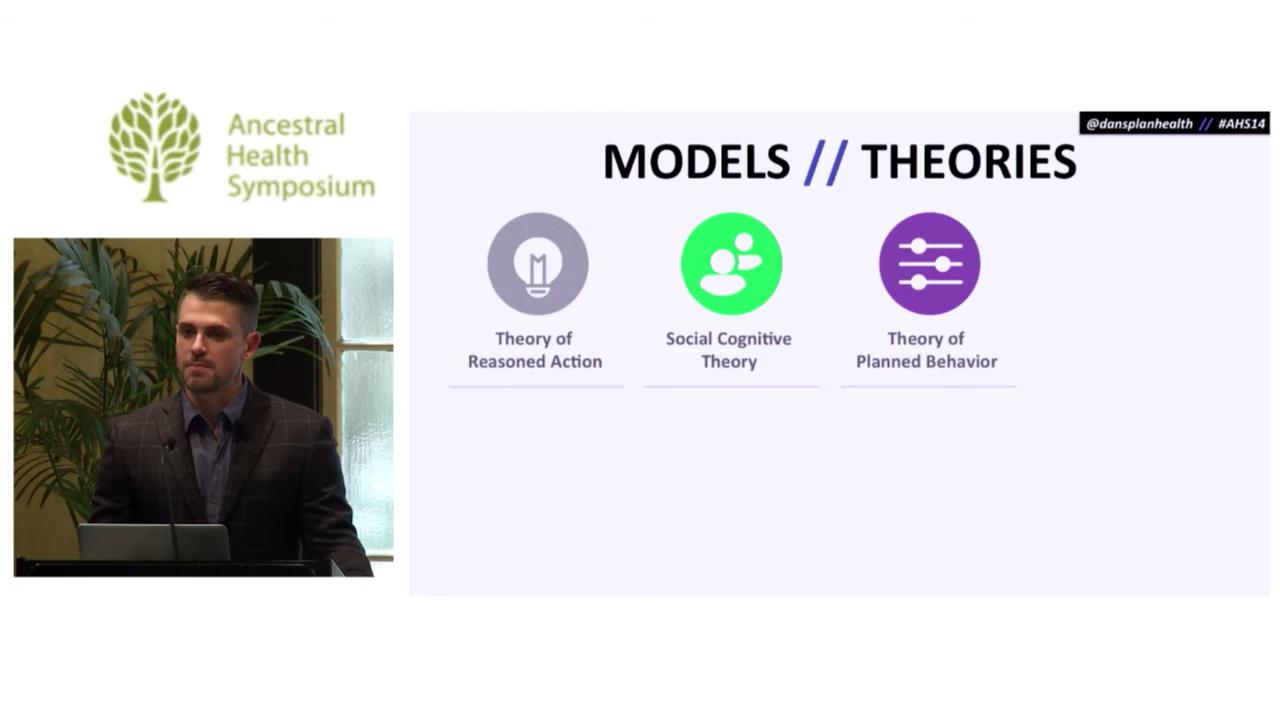 Ancestral
Health
Symposium
@dansplanhealth // #AHS14
MODELS // THEORIES
Theory of
Reasoned Action
Social Cognitive
Theory
Theory of
Planned Behavior